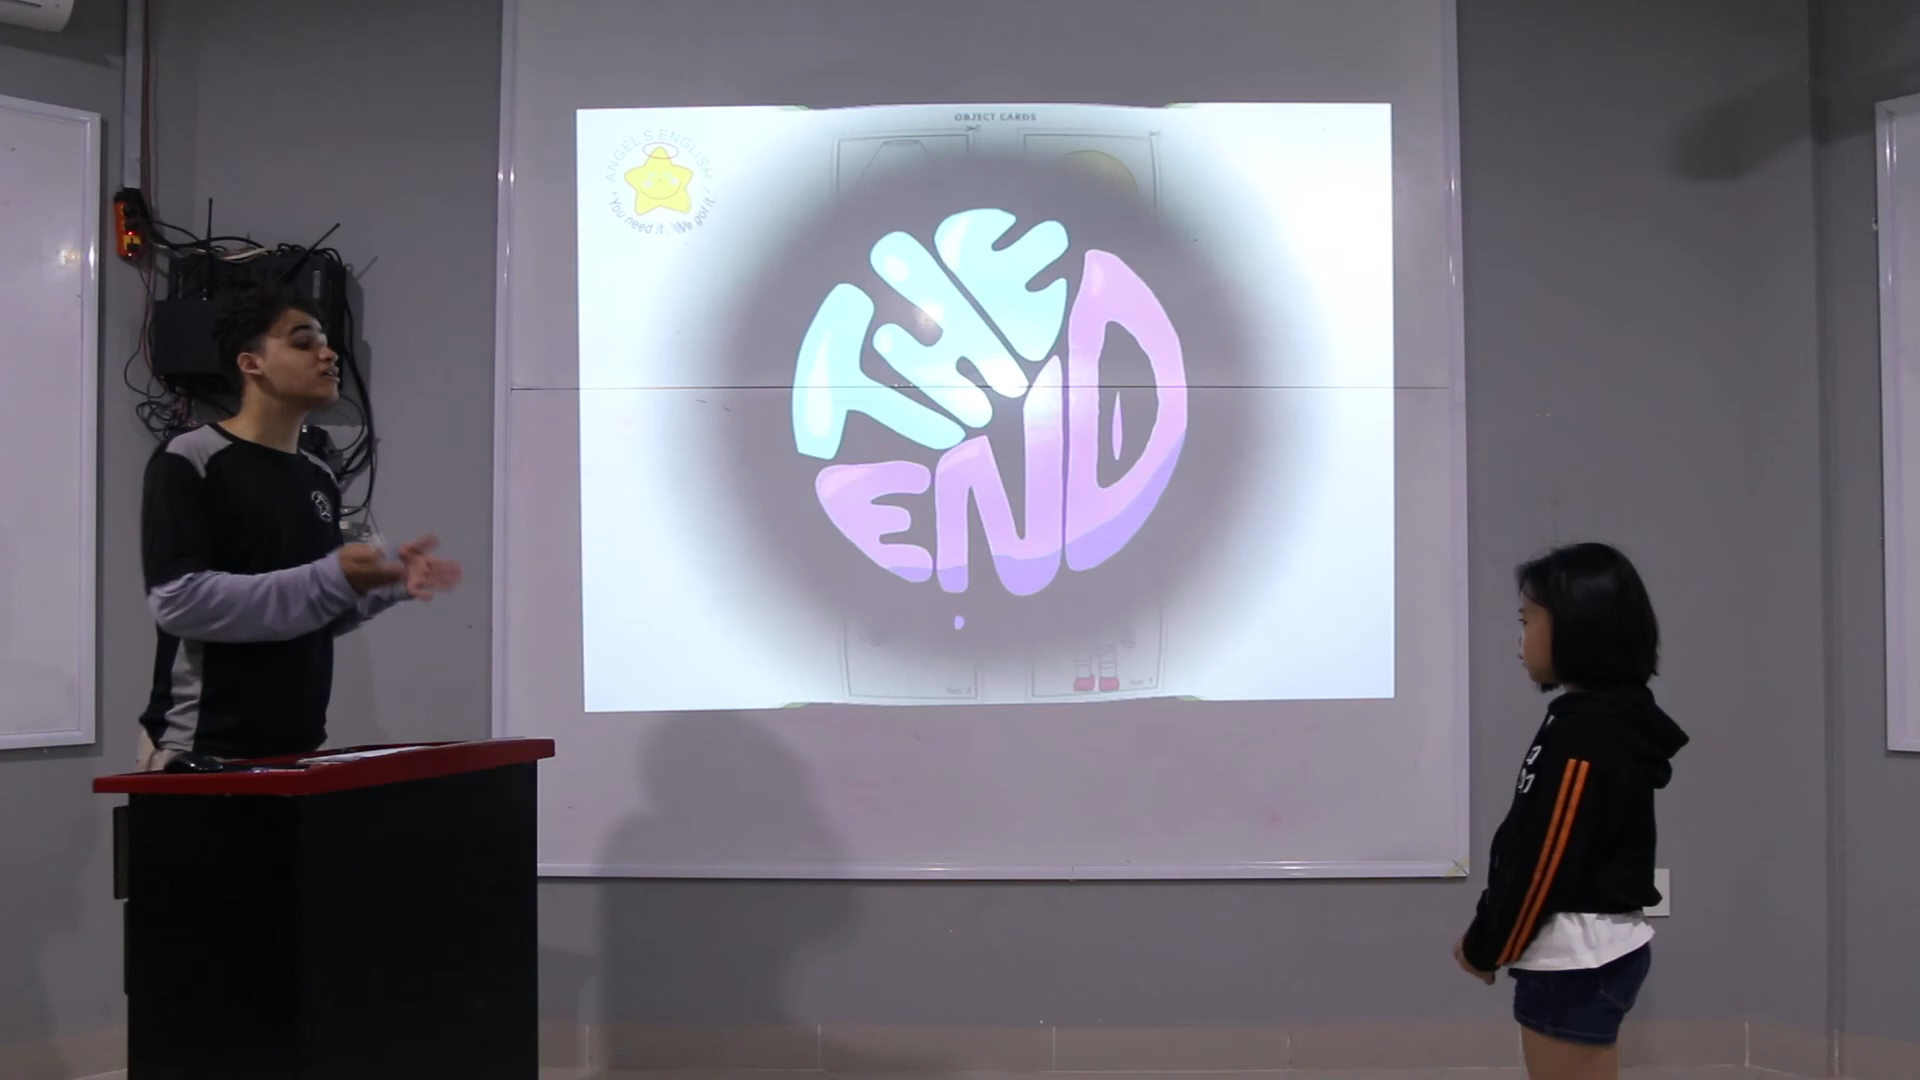 OBJECT CARDS
ANGEL'S ENGLISH
You need it. We got it.
THE
END